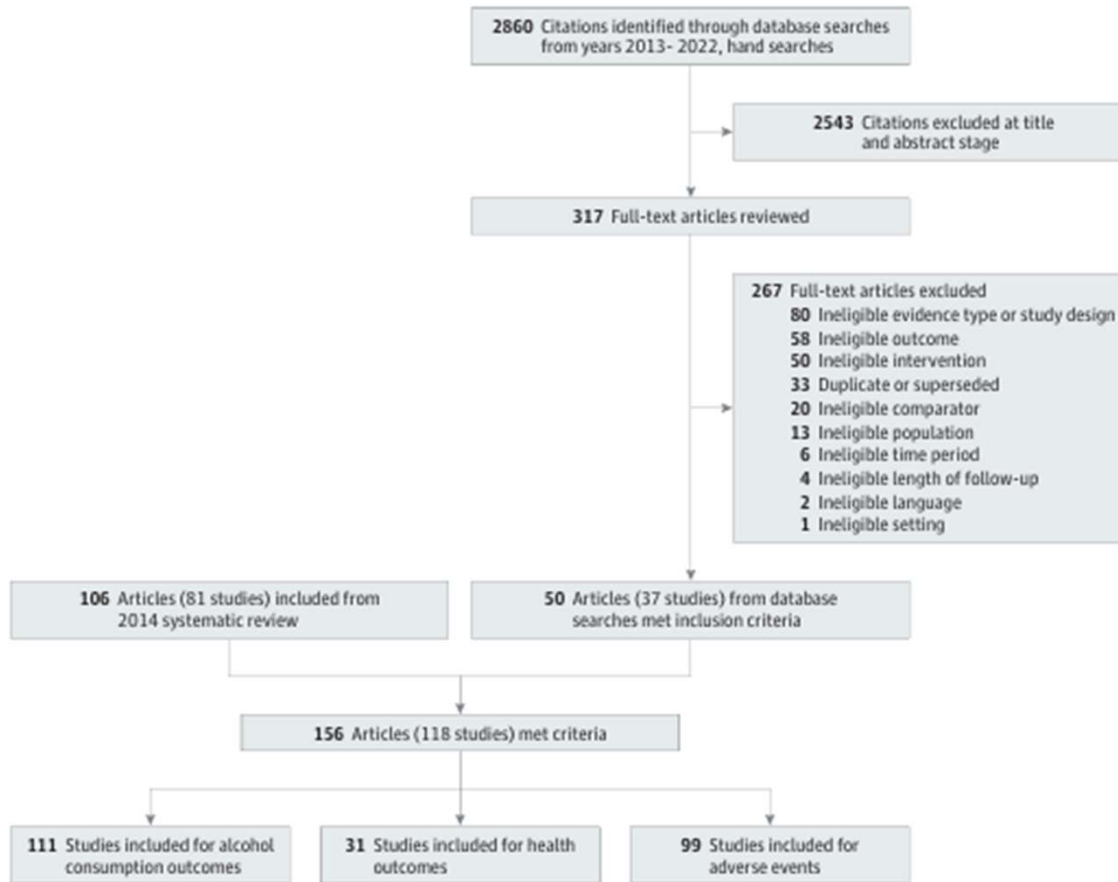 2860 Citations identified through database searches
from years 2013- 2022, hand searches
2543 Citations excluded at title
and abstract stage
317 Full-text articles reviewed
267 Full-text articles excluded
80 Ineligible evidence type or study design
58 Ineligible outcome
50 Ineligible intervention
33 Duplicate or superseded
20 Ineligible comparator
13 Ineligible population
6 Ineligible time period
4 Ineligible length of follow-up
2 Ineligible language
1 Ineligible setting
106 Articles (81 studies) included from
2014 systematic review
50 Articles (37 studies) from database
searches met inclusion criteria
156 Articles (118 studies) met criteria
111 Studies included for alcohol
consumption outcomes
31 Studies included for health
outcomes
99 Studies included for
adverse events